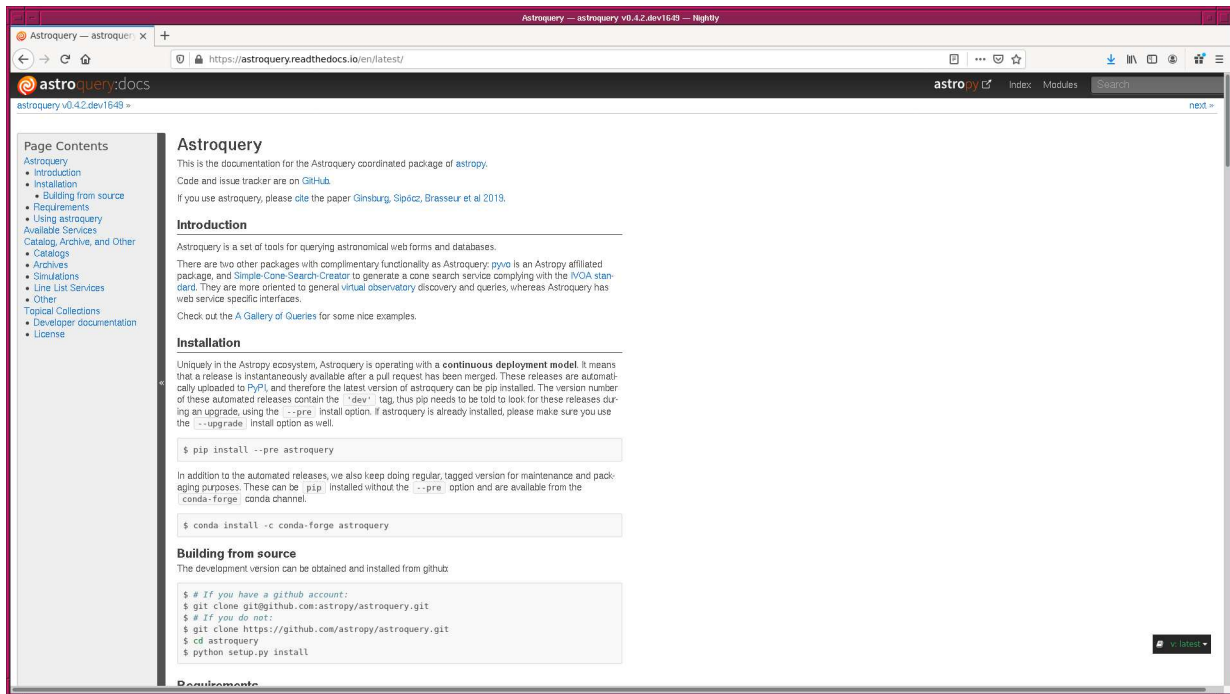 Astroquery — astroquery v0.4.2.dev1649 — Nightly
Astroquery — astroquer
https://astroquery.readthedocs.io/en/latest/
astroquery:docs
astropy Index Modules Search
astroquery v0.4.2.dev1649 »
next »
Page Contents
Astroquery
• Introduction
• Installation
• Building from source
• Requirements
• Using astroquery
Available Services
Catalog, Archive, and Other
• Catalogs
• Archives
• Simulations
• Line List Services
• Other
Topical Collections
• Developer documentation
• License
«
Astroquery
This is the documentation for the Astroquery coordinated package of astropy.
Code and issue tracker are on GitHub.
If you use astroquery, please cite the paper Ginsburg, Sipőcz, Brasseur et al 2019.
Introduction
Astroquery is a set of tools for querying astronomical web forms and databases.
There are two other packages with complimentary functionality as Astroquery: pyvo is an Astropy affiliated
package, and Simple-Cone-Search-Creator to generate a cone search service complying with the IVOA stan-
dard. They are more oriented to general virtual observatory discovery and queries, whereas Astroquery has
web service specific interfaces.
Check out the A Gallery of Queries for some nice examples.
Installation
Uniquely in the Astropy ecosystem, Astroquery is operating with a continuous deployment model. It means
that a release is instantaneously available after a pull request has been merged. These releases are automati-
cally uploaded to PyPI, and therefore the latest version of astroquery can be pip installed. The version number
of these automated releases contain the 'dev' tag, thus pip needs to be told to look for these releases dur-
ing an upgrade, using the --pre install option. If astroquery is already installed, please make sure you use
the --upgrade install option as well.
$ pip install --pre astroquery
In addition to the automated releases, we also keep doing regular, tagged version for maintenance and pack-
aging purposes. These can be pip installed without the --pre option and are available from the
conda-forge conda channel.
$ conda install -c conda-forge astroquery
Building from source
The development version can be obtained and installed from github:
$ # If you have a github account:
$ git clone git@github.com:astropy/astroquery.git
$ # If you do not:
$ git clone https://github.com/astropy/astroquery.git
$ cd astroquery
$ python setup.py install
Requirements
v: latest